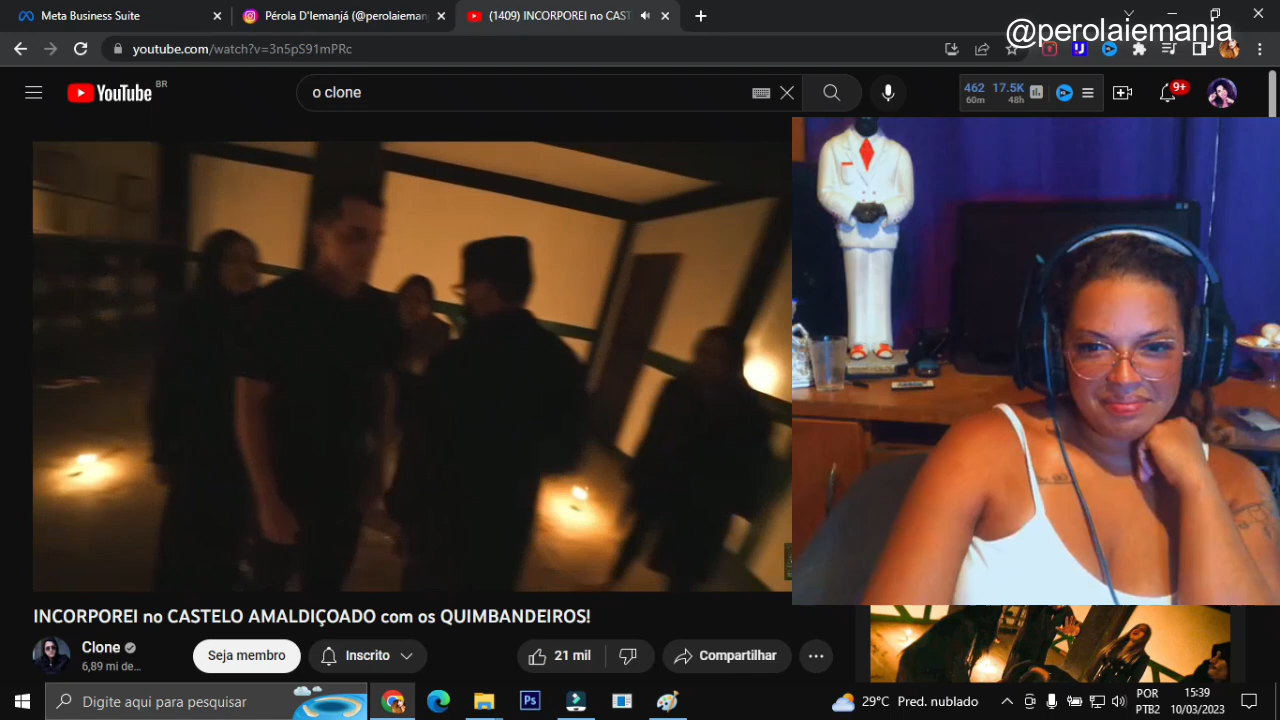 Meta Business Suite
Pérola D'Iemanjá (@perolaieman
(1409) INCORPOREI no CAST
@perolaiemanja
youtube.com/watch?v=3n5pS91mPRc
YouTube BR
o clone
462 17.5K
60m 48h
9+
INCORPOREI no CASTELO AMALDIÇOADO com os QUIMBANDEIROS!
Clone
6,89 mi de...
Seja membro
Inscrito
21 mil
Compartilhar
Digite aqui para pesquisar
Ps
29°C Pred. nublado
POR
PTB2
15:39
10/03/2023